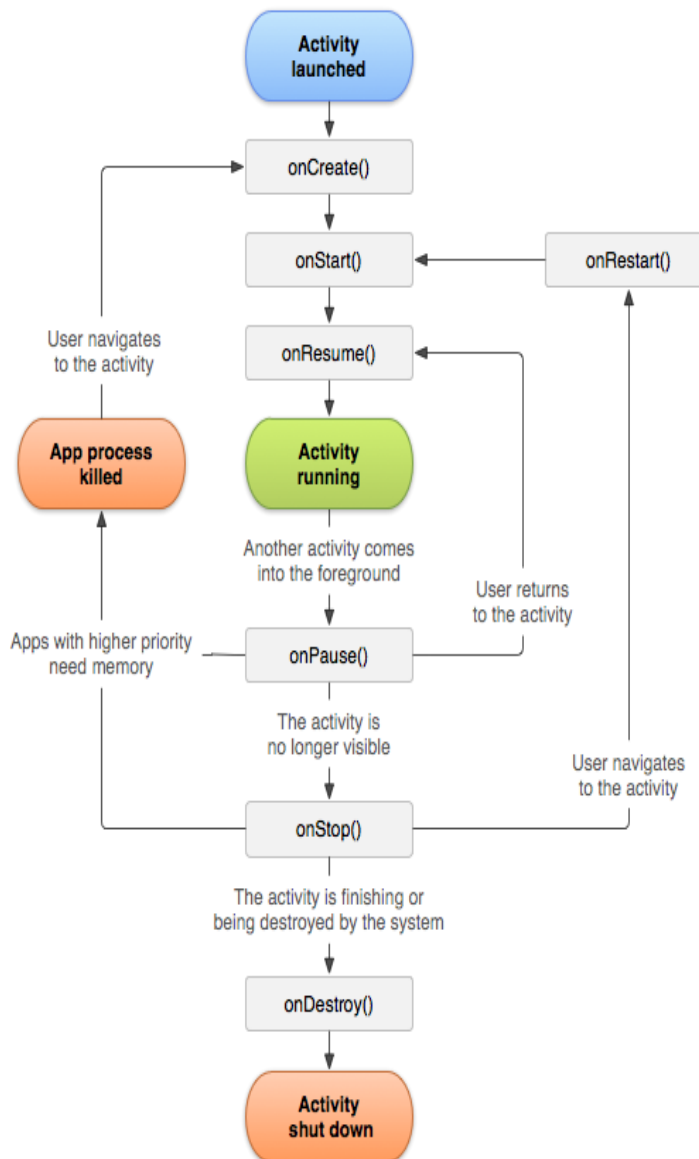 Activity
launched
onCreate()
onStart()
onRestart()
User navigates
to the activity
onResume()
App process
killed
Activity
running
Another activity comes
into the foreground
User returns
to the activity
Apps with higher priority
need memory
onPause()
The activity is
no longer visible
User navigates
to the activity
onStop()
The activity is finishing or
being destroyed by the system
onDestroy()
Activity
shut down